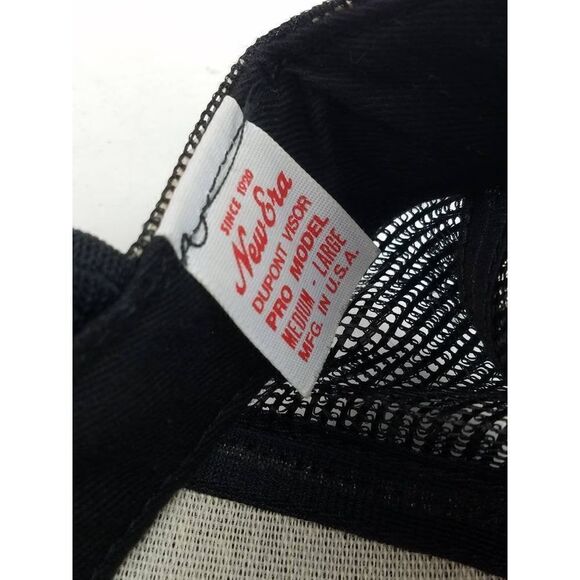 SINCE 1920
New Era
DUPONT VISOR
PRO MODEL
MEDIUM - LARGE
MFG. IN U.S.A.